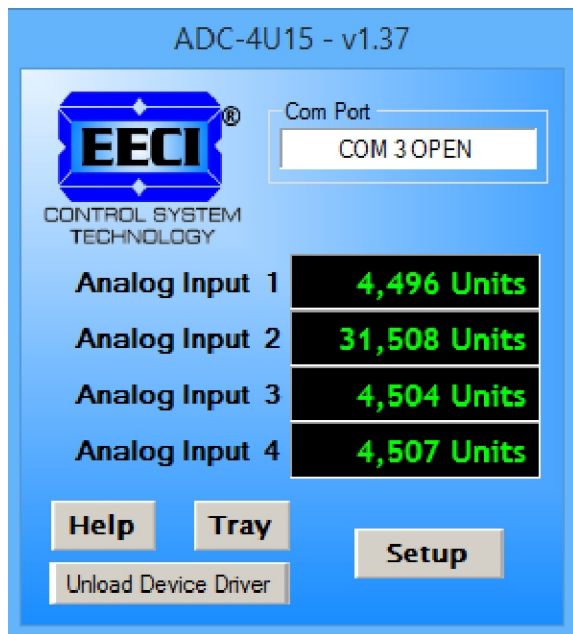 ADC-4U15 - v1.37
EECI ®
CONTROL SYSTEM
TECHNOLOGY
Com Port
COM 3 OPEN
Analog Input 1 4,496 Units
Analog Input 2 31,508 Units
Analog Input 3 4,504 Units
Analog Input 4 4,507 Units
Help Tray
Setup
Unload Device Driver